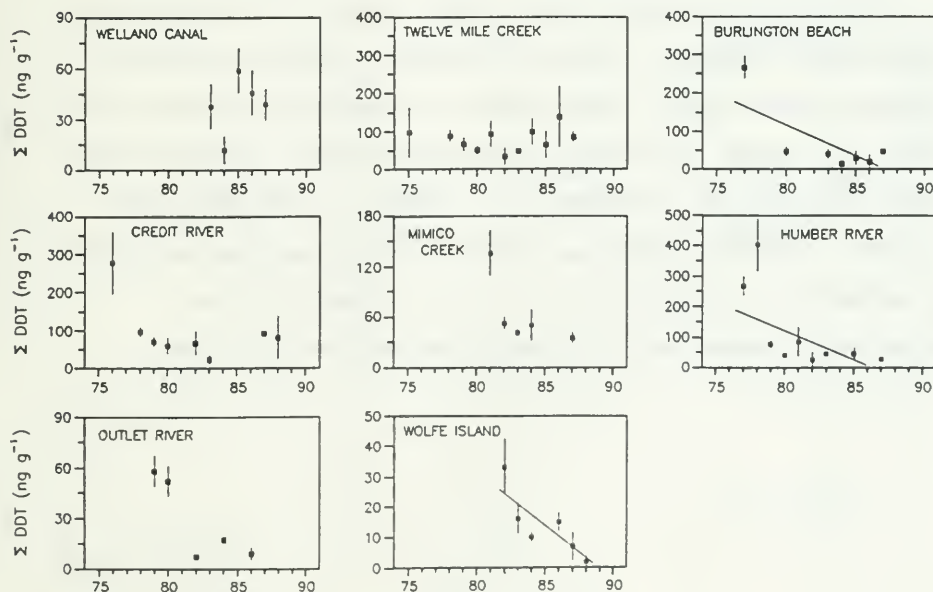 Σ DDT (ng g⁻¹)
90
60
30
0
WELLANO CANAL
75 80 85 90
400
300
200
100
0
TWELVE MILE CREEK
75 80 85 90
400
300
200
100
0
BURLINGTON BEACH
75 80 85 90
Σ DDT (ng g⁻¹)
400
300
200
100
0
CREDIT RIVER
75 80 85 90
180
120
60
0
MIMICO
CREEK
75 80 85 90
500
400
300
200
100
0
HUMBER RIVER
75 80 85 90
Σ DDT (ng g⁻¹)
90
60
30
0
OUTLET RIVER
75 80 85 90
50
40
30
20
10
0
WOLFE ISLAND
75 80 85 90